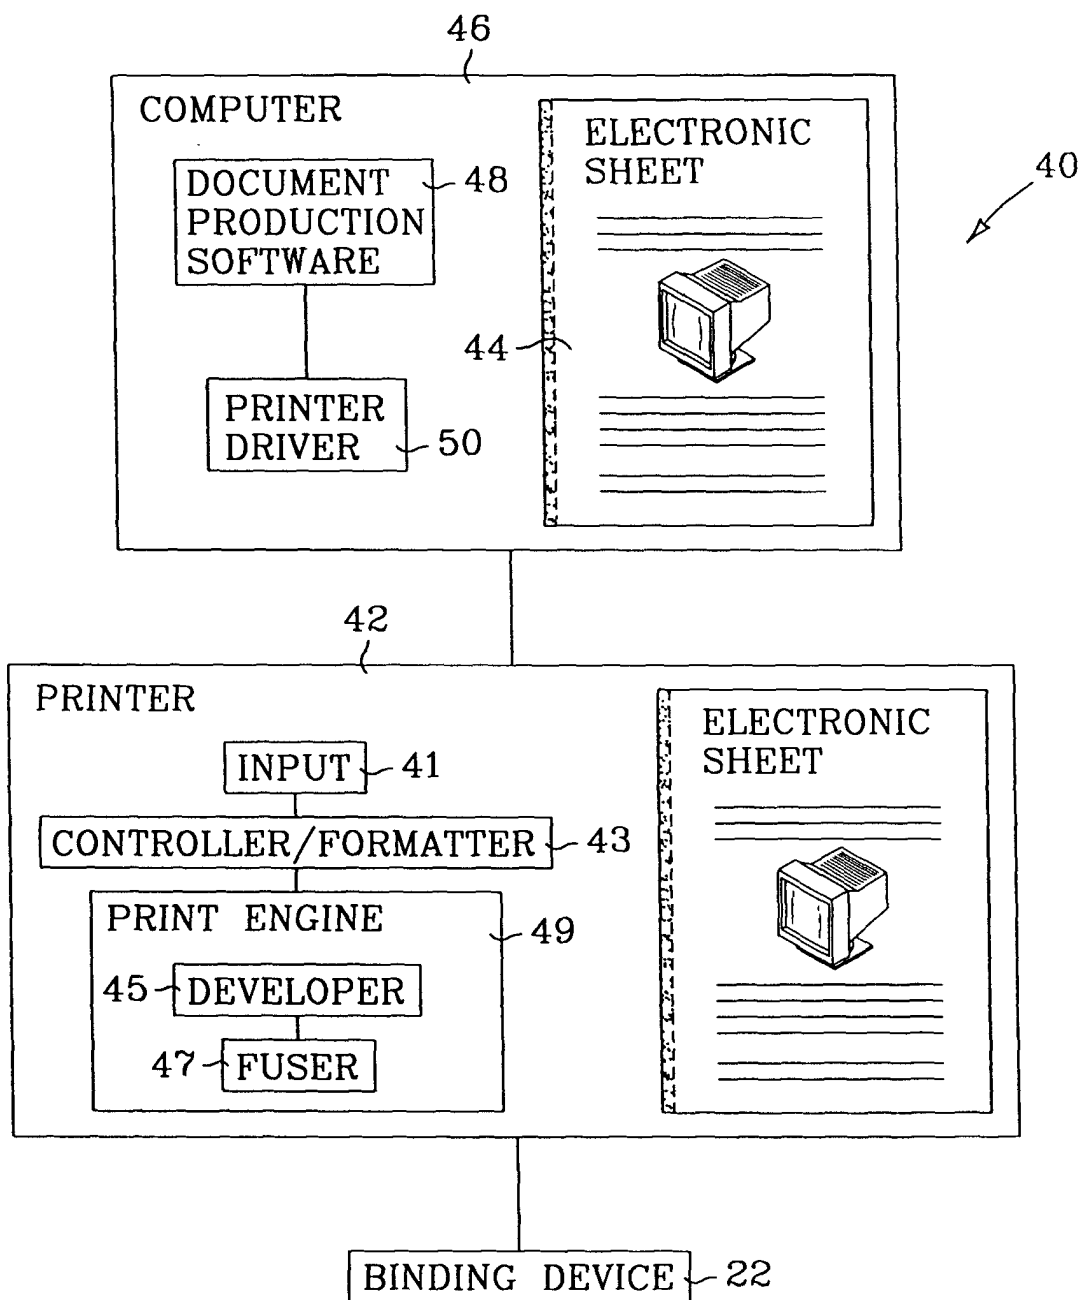 46
COMPUTER
ELECTRONIC
SHEET
40
DOCUMENT
PRODUCTION
SOFTWARE
48
44
PRINTER
DRIVER
50
42
PRINTER
ELECTRONIC
SHEET
INPUT
41
CONTROLLER/FORMATTER
43
PRINT ENGINE
49
45
DEVELOPER
47
FUSER
BINDING DEVICE
22